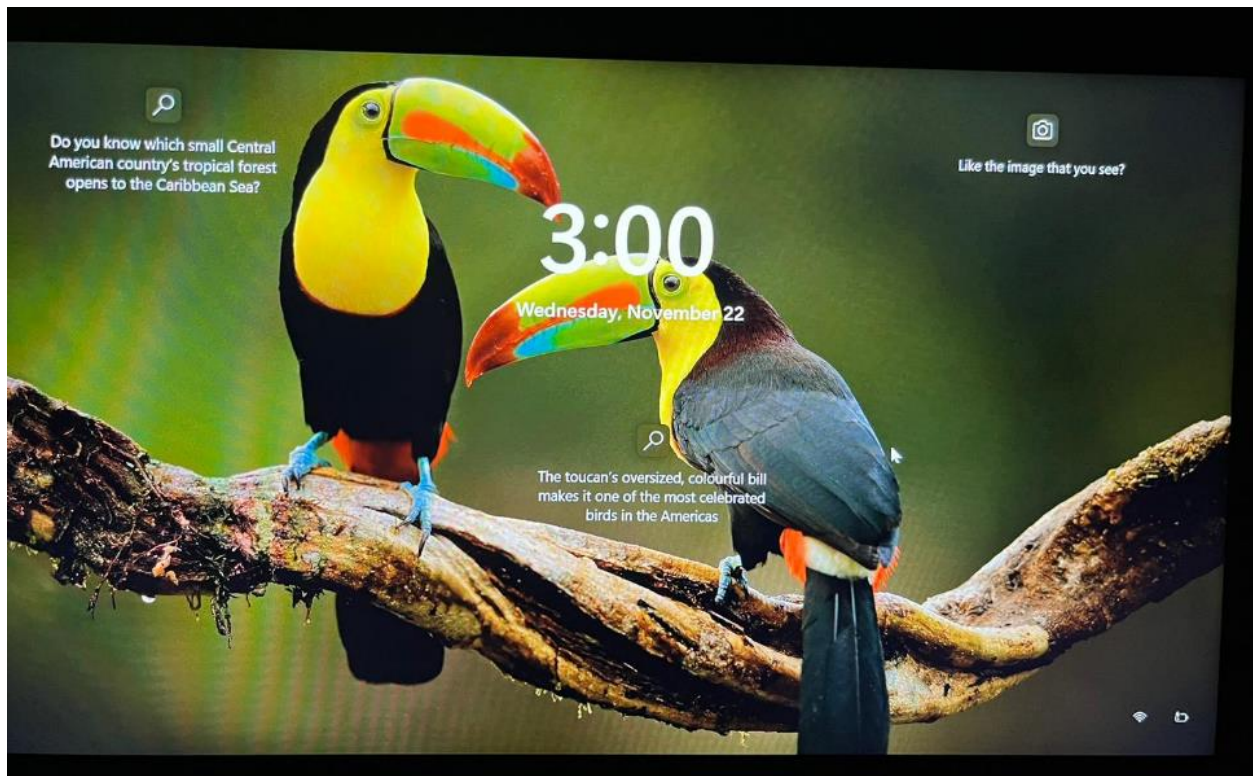 Do you know which small Central
American country's tropical forest
opens to the Caribbean Sea?
Like the image that you see?
3:00
Wednesday, November 22
The toucan's oversized, colourful bill
makes it one of the most celebrated
birds in the Americas